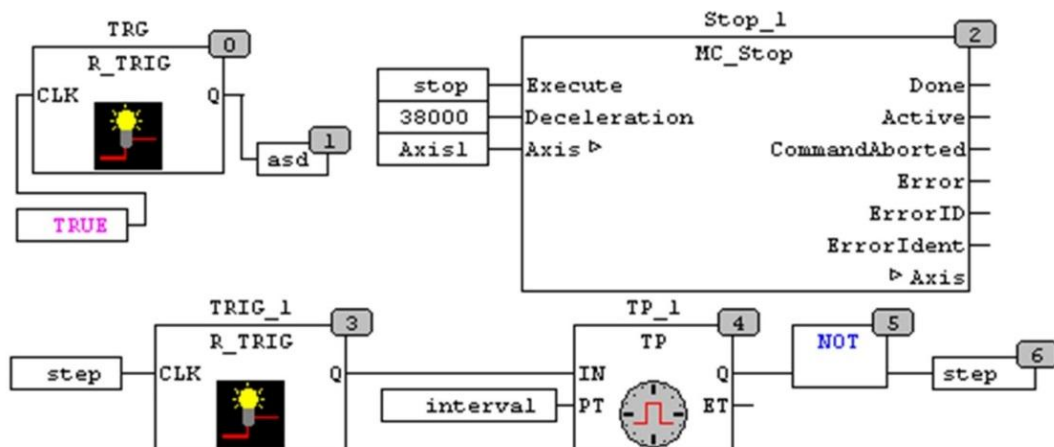 TRG
0
R_TRIG
CLK
Q
1
asd
TRUE
Stop_1
2
MC_Stop
stop
Execute
Done
38000
Deceleration
Active
Axis1
Axis
CommandAborted
Error
ErrorID
ErrorIdent
Axis
TRIG_1
3
R_TRIG
step
CLK
Q
TP_1
4
TP
IN
Q
interval
PT
ET
5
NOT
6
step